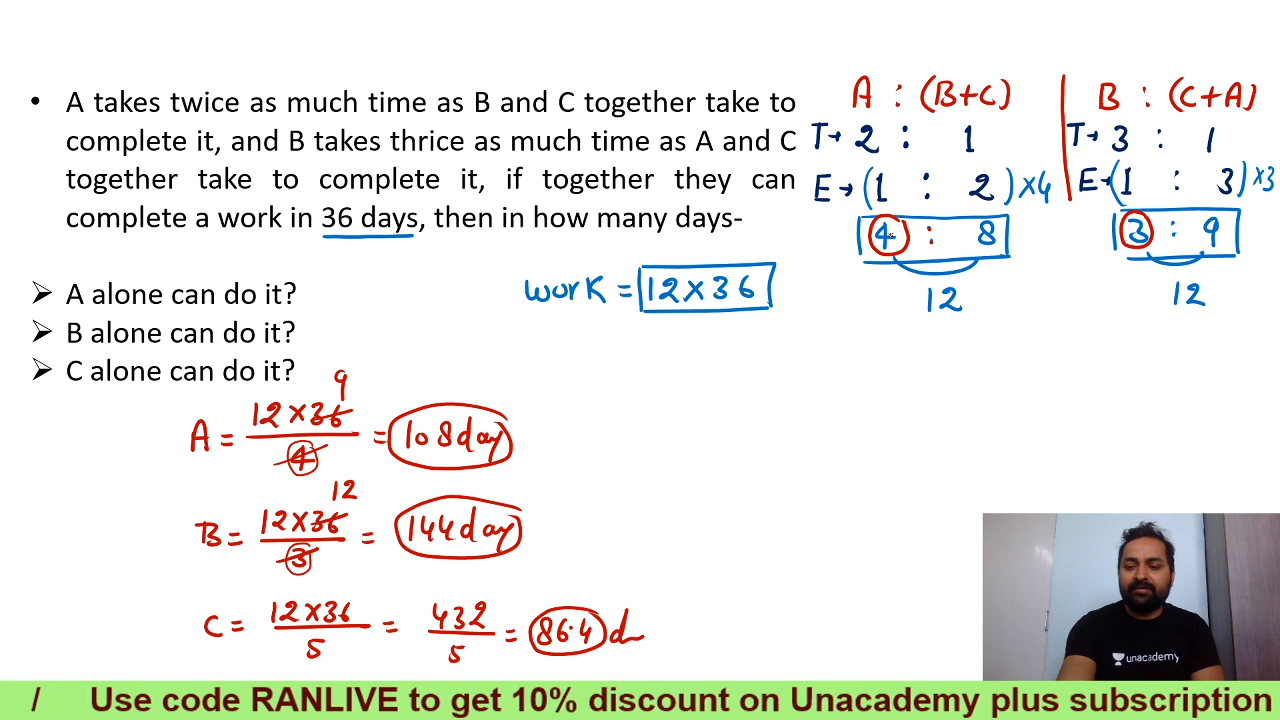 • A takes twice as much time as B and C together take to
complete it, and B takes thrice as much time as A and C
together take to complete it, if together they can
complete a work in 36 days, then in how many days-
➢ A alone can do it?
➢ B alone can do it?
➢ C alone can do it?
A : (B+C)
T→ 2 : 1
E→ (1 : 2) ×4
4 : 8
12
B : (C+A)
T→ 3 : 1
E→ (1 : 3) ×3
3 : 9
12
work = 12×36
9
A = 12×36 / 4 = 108 day
12
B = 12×36 / 3 = 144 day
C = 12×36 / 5 = 432 / 5 = 86.4 d
unacademy
/ Use code RANLIVE to get 10% discount on Unacademy plus subscription